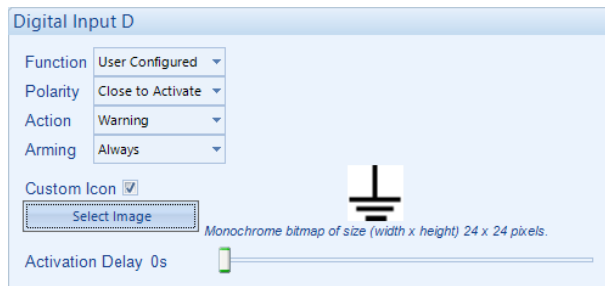 Digital Input D
Function User Configured
Polarity Close to Activate
Action Warning
Arming Always
Custom Icon
Select Image
Monochrome bitmap of size (width x height) 24 x 24 pixels.
Activation Delay 0s